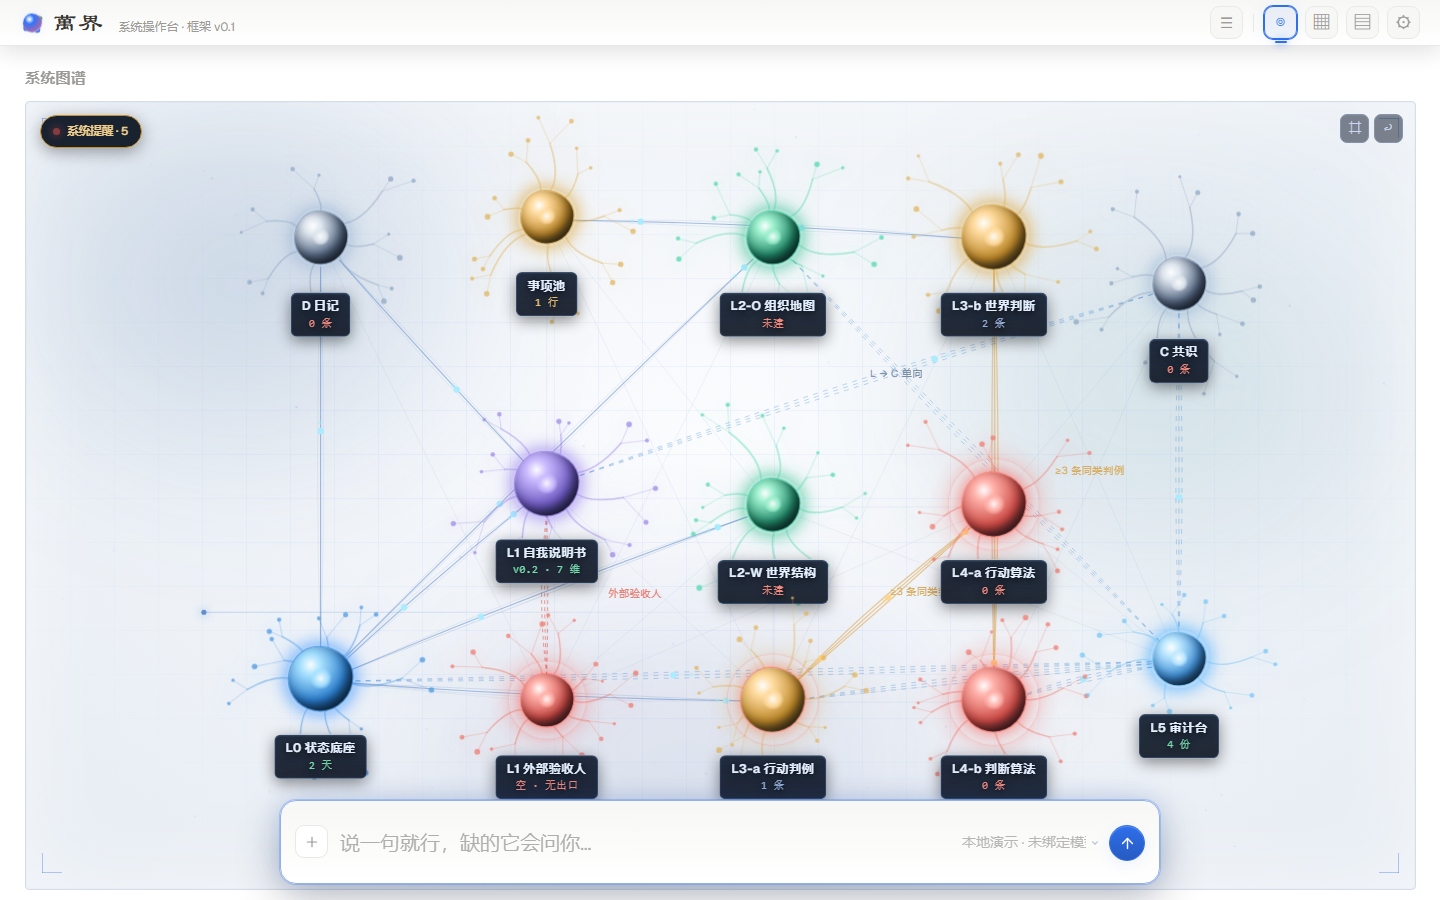 萬界
系统操作台 · 框架 v0.1
系统图谱
系统提醒 · 5
D 日记
0 条
事项池
1 行
L2-O 组织地图
未建
L3-b 世界判断
2 条
C 共识
0 条
L → C 单向
L1 自我说明书
v0.2 · 7 维
L2-W 世界结构
未建
≥3 条同类判例
L4-a 行动算法
0 条
外部验收人
≥3 条同类
L0 状态底座
2 天
L1 外部验收人
空 · 无出口
L3-a 行动判例
1 条
L4-b 判断算法
0 条
L5 审计台
4 份
说一句就行，缺的它会问你...
本地演示 · 未绑定模